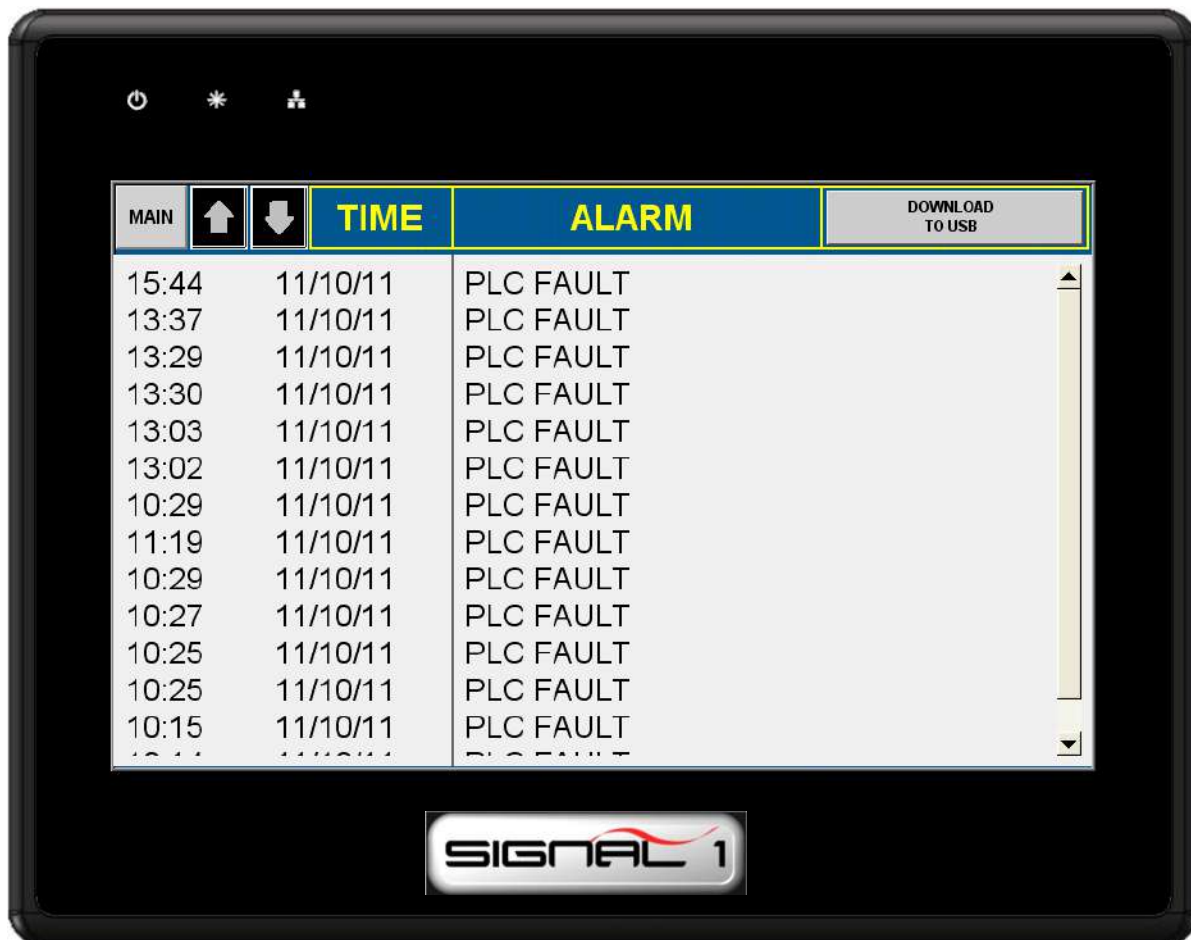 MAIN
TIME
ALARM
DOWNLOAD
TO USB
15:44 11/10/11 PLC FAULT
13:37 11/10/11 PLC FAULT
13:29 11/10/11 PLC FAULT
13:30 11/10/11 PLC FAULT
13:03 11/10/11 PLC FAULT
13:02 11/10/11 PLC FAULT
10:29 11/10/11 PLC FAULT
11:19 11/10/11 PLC FAULT
10:29 11/10/11 PLC FAULT
10:27 11/10/11 PLC FAULT
10:25 11/10/11 PLC FAULT
10:25 11/10/11 PLC FAULT
10:15 11/10/11 PLC FAULT
SIGNAL 1